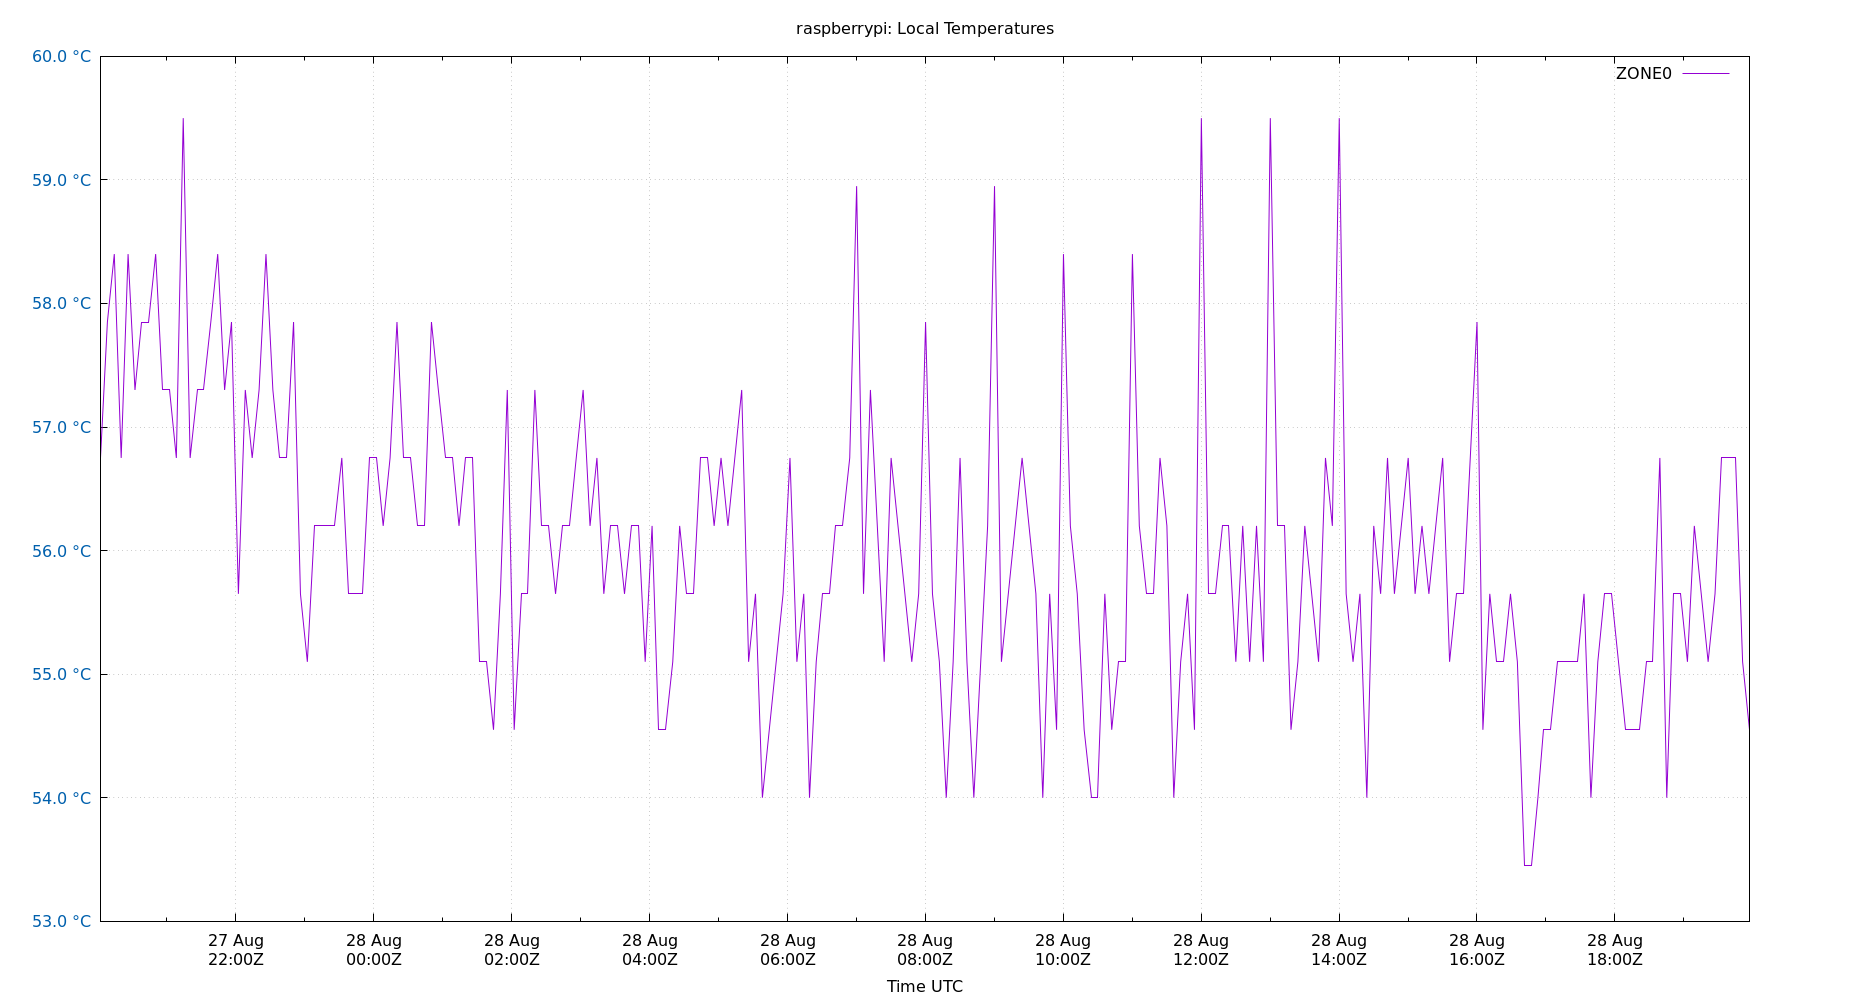 raspberrypi: Local Temperatures
60.0 °C
ZONE0
59.0 °C
58.0 °C
57.0 °C
56.0 °C
55.0 °C
54.0 °C
53.0 °C
27 Aug 28 Aug 28 Aug 28 Aug 28 Aug 28 Aug 28 Aug 28 Aug 28 Aug 28 Aug 28 Aug
22:00Z 00:00Z 02:00Z 04:00Z 06:00Z 08:00Z 10:00Z 12:00Z 14:00Z 16:00Z 18:00Z
Time UTC